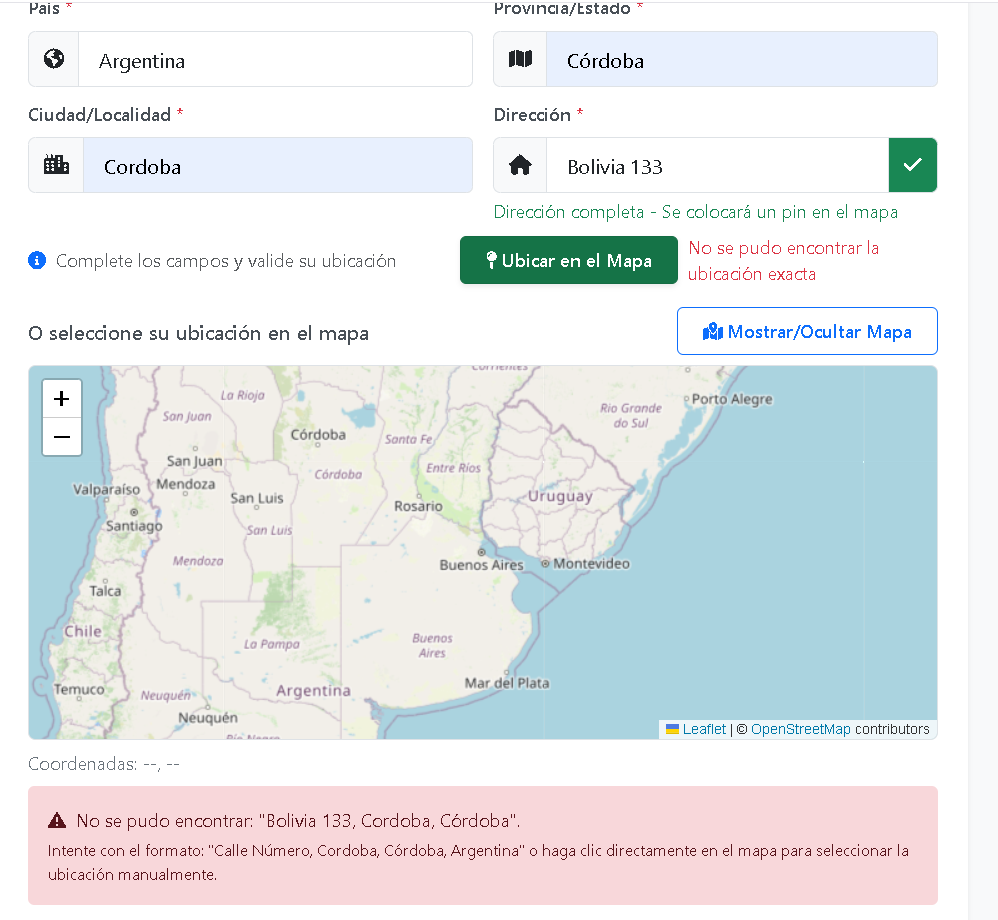 País *
Provincia/Estado *
Argentina
Córdoba
Ciudad/Localidad *
Dirección *
Cordoba
Bolivia 133
Dirección completa - Se colocará un pin en el mapa
Complete los campos y valide su ubicación
Ubicar en el Mapa
No se pudo encontrar la
ubicación exacta
O seleccione su ubicación en el mapa
Mostrar/Ocultar Mapa
+
−
Corrientes
La Rioja
Porto Alegre
San Juan
Rio Grande
do Sul
Córdoba
Santa Fe
San Juan
Córdoba
Entre Ríos
Valparaíso
Mendoza
San Luis
Uruguay
Rosario
Santiago
San Luis
Mendoza
Buenos Aires
Montevideo
Talca
Chile
La Pampa
Buenos
Aires
Temuco
Neuquén
Argentina
Mar del Plata
Neuquén
Río Negro
Leaflet | © OpenStreetMap contributors
Coordenadas: --, --
No se pudo encontrar: "Bolivia 133, Cordoba, Córdoba".
Intente con el formato: "Calle Número, Cordoba, Córdoba, Argentina" o haga clic directamente en el mapa para seleccionar la
ubicación manualmente.